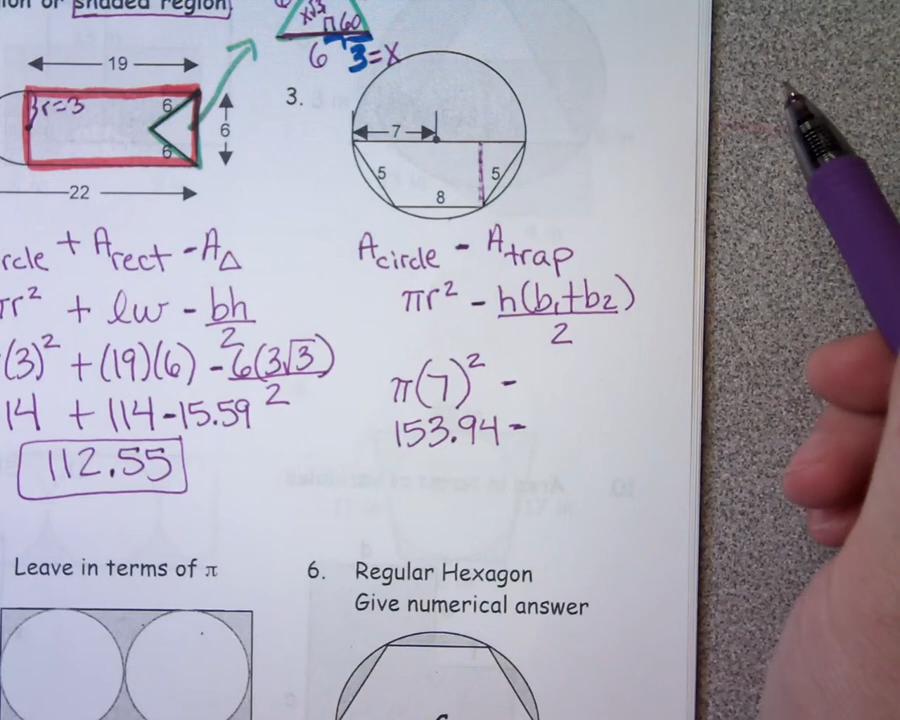 on or shaded region.
x√3 60
6 3=X
19
3.
r=3 6
6
6
7
22
5 5
8
rcle + Arect - A△
Acircle - Atrap
πr² + lw - bh/2
πr² - h(b₁+b₂)/2
(3)² + (19)(6) - 6(3√3)/2
π(7)² -
14 + 114-15.59
153.94 -
112.55
Leave in terms of π
6. Regular Hexagon
Give numerical answer